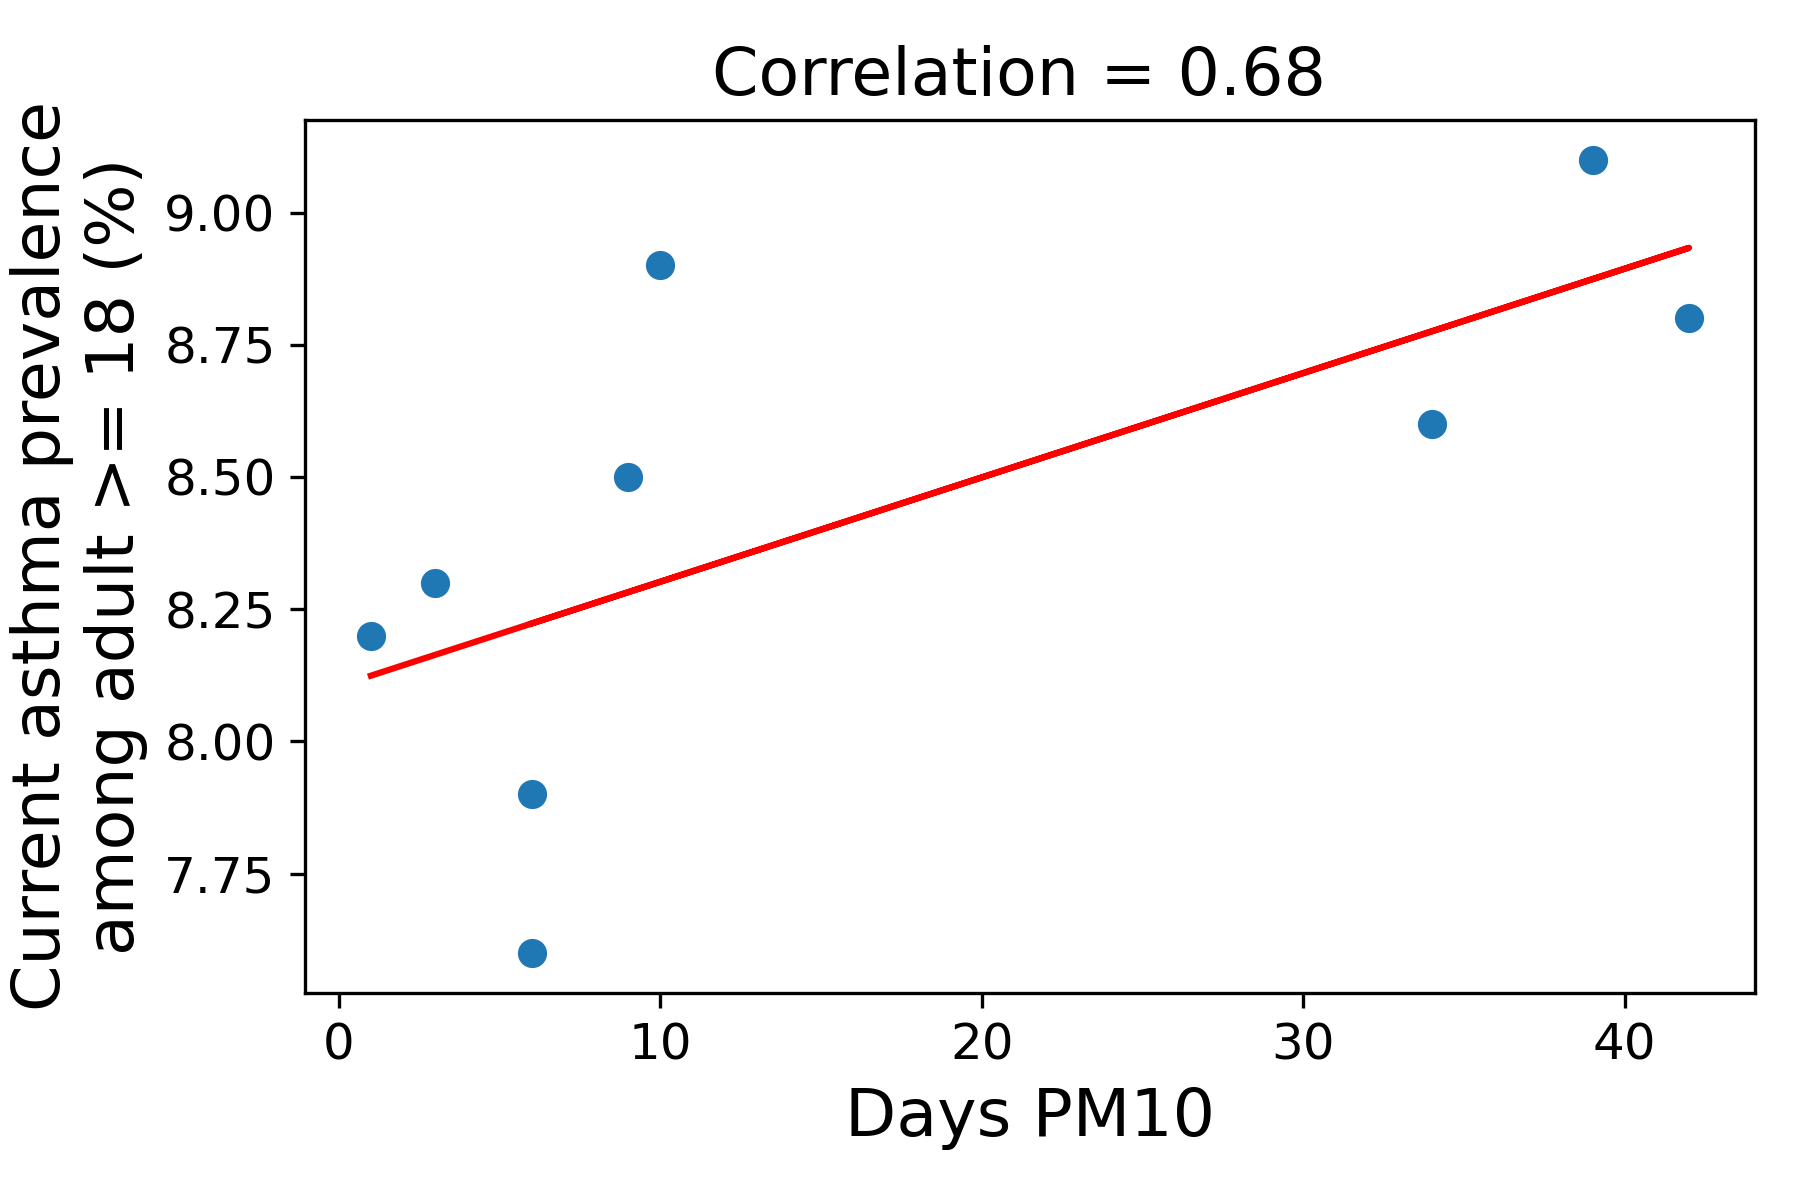 Correlation = 0.68
Current asthma prevalence
among adult >= 18 (%)
9.00
8.75
8.50
8.25
8.00
7.75
0 10 20 30 40
Days PM10